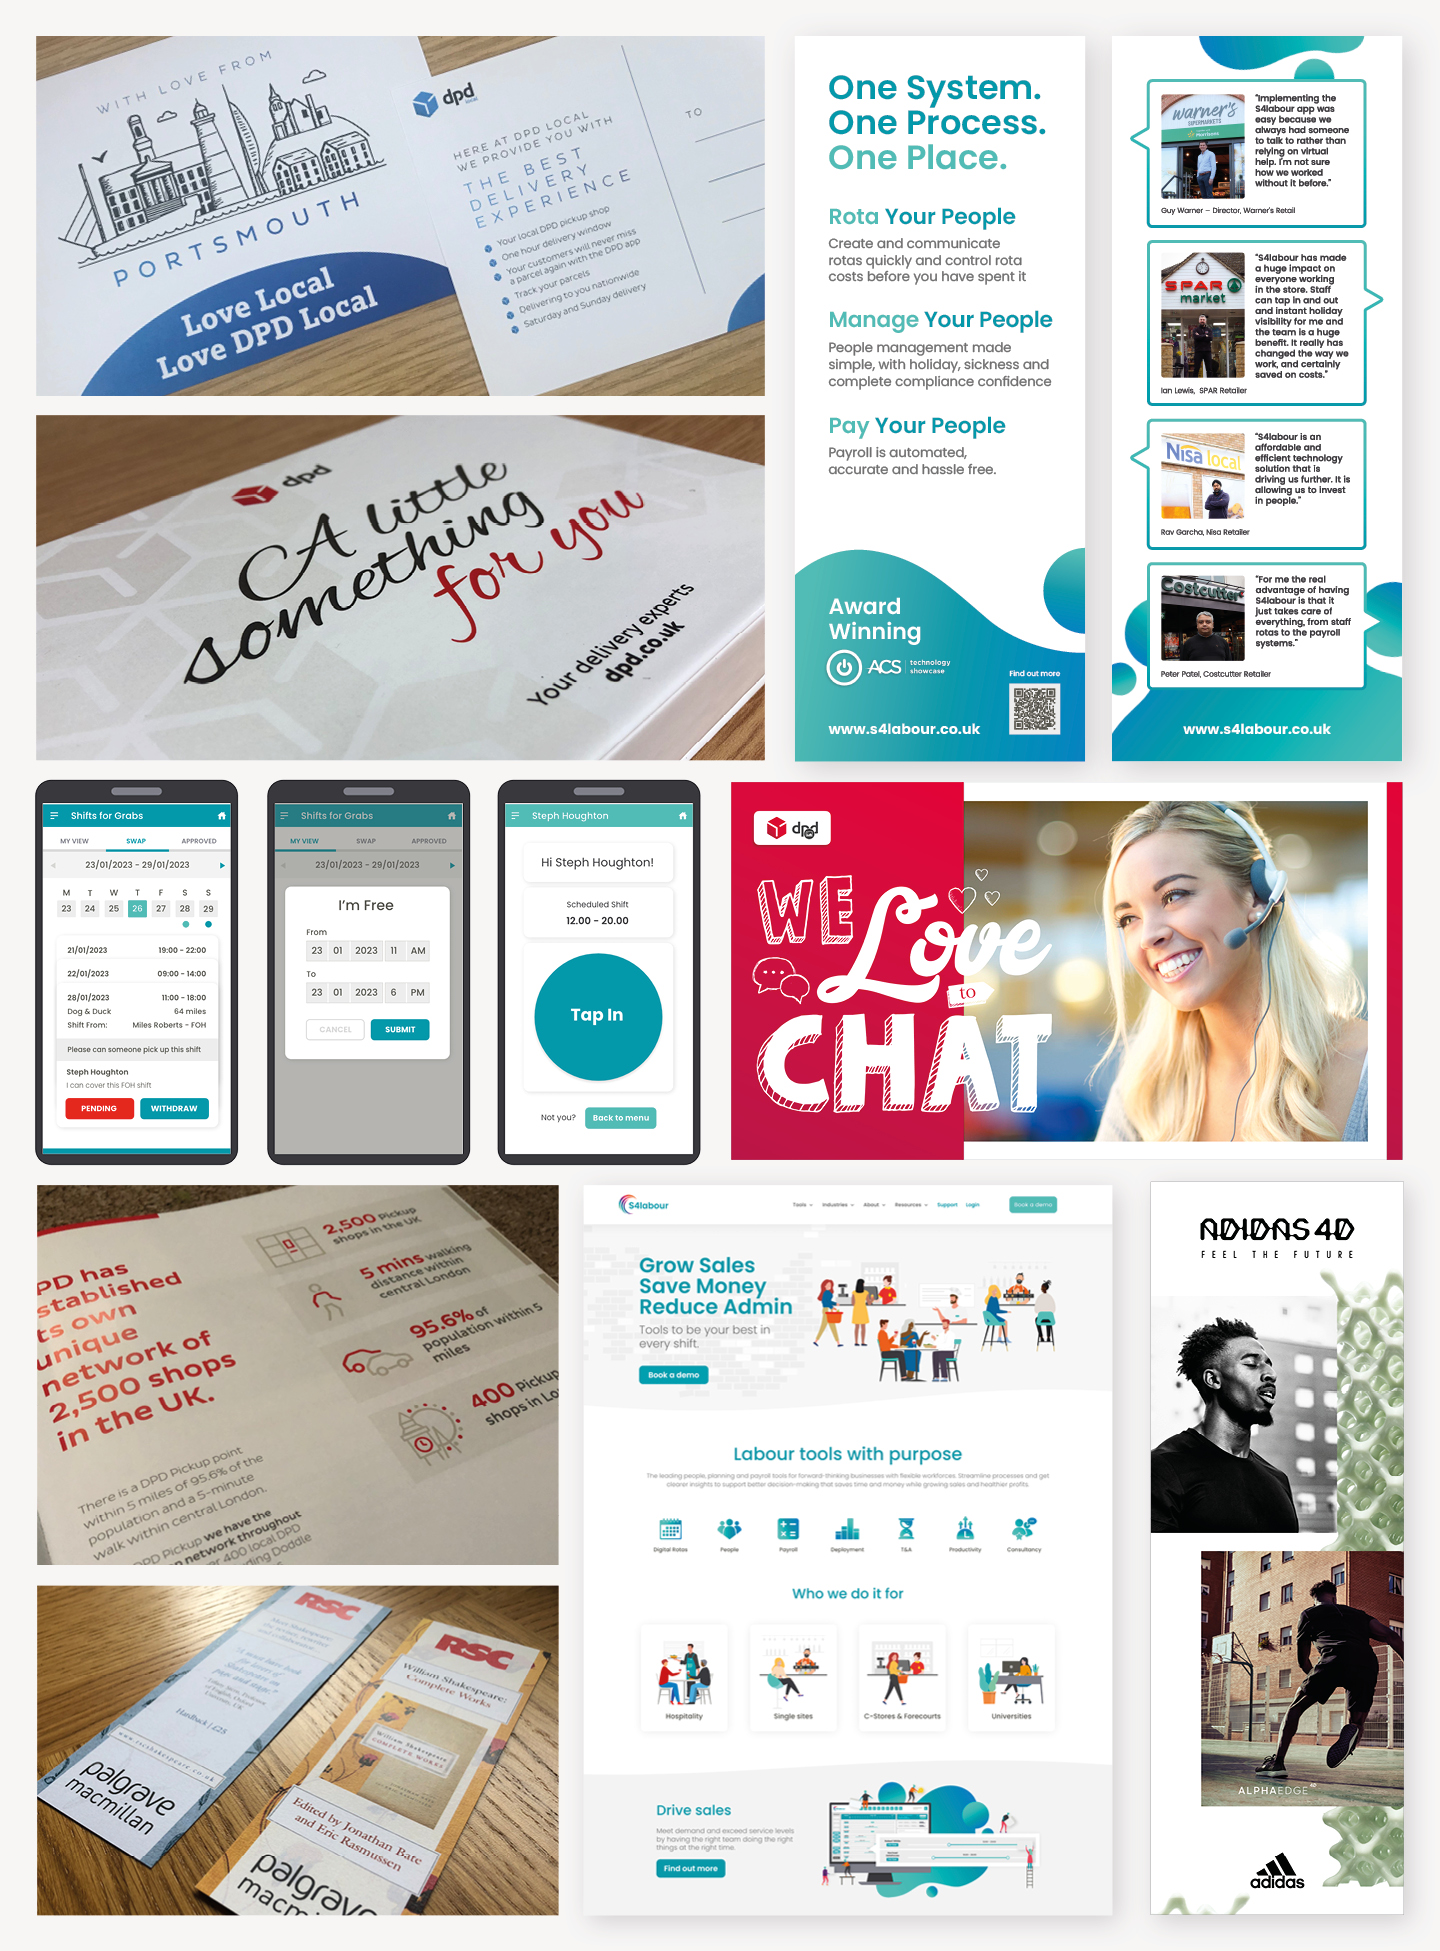 WITH LOVE FROM
PORTSMOUTH
Love Local
Love DPD Local
dpd
LOCAL
HERE AT DPD LOCAL
WE PROVIDE YOU WITH
THE BEST
DELIVERY
EXPERIENCE
Your local DPD pickup shop
One hour delivery window
Your customers will never miss
a parcel again with the DPD app
Track your parcels
Delivering to you nationwide
Saturday and Sunday delivery
TO
One System.
One Process.
One Place.
Rota Your People
Create and communicate
rotas quickly and control rota
costs before you have spent it
Manage Your People
People management made
simple, with holiday, sickness and
complete compliance confidence
Pay Your People
Payroll is automated,
accurate and hassle free.
Award
Winning
ACS technology
showcase
Find out more
www.s4labour.co.uk
warner's
SUPERMARKETS
Morrisons
"Implementing the
S4labour app was
easy because we
always had someone
to talk to rather than
relying on virtual
help. I'm not sure
how we worked
without it before."
Guy Warner – Director, Warner's Retail
SPAR
market
"S4labour has made
a huge impact on
everyone working
in the store. Staff
can tap in and out
and instant holiday
visibility for me and
the team is a huge
benefit. It really has
changed the way we
work, and certainly
saved on costs."
Ian Lewis, SPAR Retailer
Nisa local
"S4labour is an
affordable and
efficient technology
solution that is
driving us further. It is
allowing us to invest
in people."
Rav Garcha, Nisa Retailer
Costcutter
"For me the real
advantage of having
S4labour is that it
just takes care of
everything, from staff
rotas to the payroll
systems."
Peter Patel, Costcutter Retailer
www.s4labour.co.uk
dpd
A little
something
for you
Your delivery experts
dpd.co.uk
Shifts for Grabs
MY VIEW SWAP APPROVED
23/01/2023 - 29/01/2023
M T W T F S S
23 24 25 26 27 28 29
21/01/2023 19:00 - 22:00
22/01/2023 09:00 - 14:00
28/01/2023 11:00 - 18:00
Dog & Duck 64 miles
Shift From: Miles Roberts - FOH
Please can someone pick up this shift
Steph Houghton
I can cover this FOH shift
PENDING WITHDRAW
Shifts for Grabs
MY VIEW SWAP APPROVED
23/01/2023 - 29/01/2023
I'm Free
From
23 01 2023 11 AM
To
23 01 2023 6 PM
CANCEL SUBMIT
Steph Houghton
Hi Steph Houghton!
Scheduled Shift
12.00 - 20.00
Tap In
Not you? Back to menu
dpd
WE
Love
to
CHAT
PD has
stablished
ts own
unique
network of
2,500 shops
in the UK.
There is a DPD Pickup point
within 5 miles of 95.6% of the
population and a 5-minute
walk within central London.
DPD Pickup we have the
network throughout
400 local DPD
2,500 Pickup
shops in the UK
5 mins walking
distance within
central London
95.6% of
population within 5
miles
400 Pickup
shops in Lo
S4labour
Tools Industries About Resources Support Login Book a demo
Grow Sales
Save Money
Reduce Admin
Tools to be your best in
every shift.
Book a demo
Labour tools with purpose
The leading people, planning and payroll tools for forward-thinking businesses with flexible workforces. Streamline processes and get
clearer insights to support better decision-making that saves time and money while growing sales and healthier profits.
Digital Rotas People Payroll Deployment T&A Productivity Consultancy
Who we do it for
Hospitality Single sites C-Stores & Forecourts Universities
Drive sales
Meet demand and exceed service levels
by having the right team doing the right
things at the right time.
Find out more
ADIDAS 4D
FEEL THE FUTURE
ALPHAEDGE 4D
adidas
RSC
Hardback | £25
www.rscshakespeare.co.uk
palgrave
macmillan
RSC
William Shakespeare:
Complete Works
William Shakespeare
COMPLETE WORKS
Edited by Jonathan Bate
and Eric Rasmussen
palgrave
macmillan